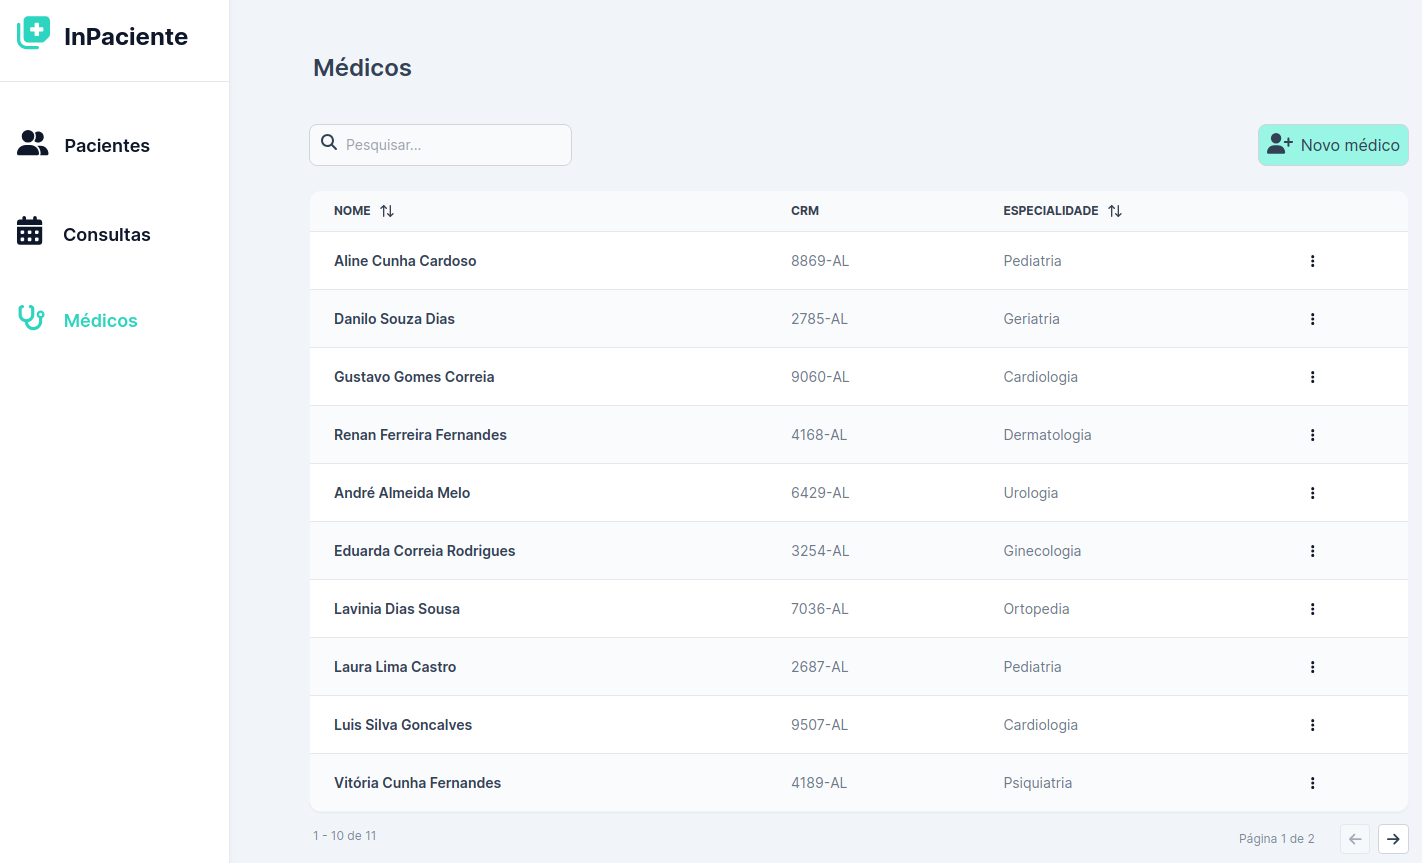 InPaciente
Pacientes
Consultas
Médicos
Médicos
Pesquisar...
Novo médico
NOME CRM ESPECIALIDADE
Aline Cunha Cardoso 8869-AL Pediatria
Danilo Souza Dias 2785-AL Geriatria
Gustavo Gomes Correia 9060-AL Cardiologia
Renan Ferreira Fernandes 4168-AL Dermatologia
André Almeida Melo 6429-AL Urologia
Eduarda Correia Rodrigues 3254-AL Ginecologia
Lavinia Dias Sousa 7036-AL Ortopedia
Laura Lima Castro 2687-AL Pediatria
Luis Silva Goncalves 9507-AL Cardiologia
Vitória Cunha Fernandes 4189-AL Psiquiatria
1 - 10 de 11
Página 1 de 2